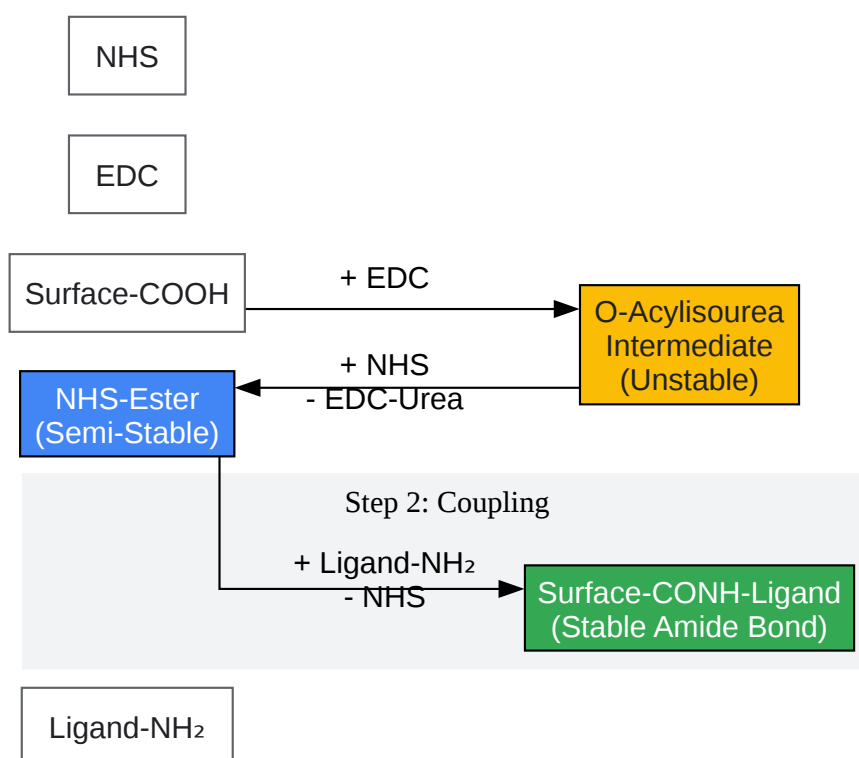 NHS
EDC
Surface-COOH
+ EDC
O-Acylisourea
Intermediate
(Unstable)
+ NHS
- EDC-Urea
NHS-Ester
(Semi-Stable)
Step 2: Coupling
+ Ligand-NH₂
- NHS
Surface-CONH-Ligand
(Stable Amide Bond)
Ligand-NH₂